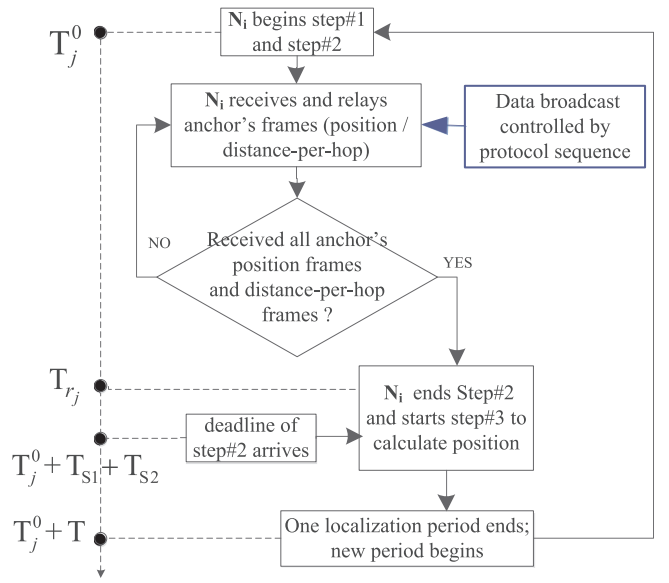 T_j^0
N_i begins step#1
and step#2
N_i receives and relays
anchor's frames (position /
distance-per-hop)
Data broadcast
controlled by
protocol sequence
NO
Received all anchor's
position frames
and distance-per-hop
frames ?
YES
T_{r_j}
N_i ends Step#2
and starts step#3 to
calculate position
deadline of
step#2 arrives
T_j^0 + T_{S1} + T_{S2}
T_j^0 + T
One localization period ends;
new period begins